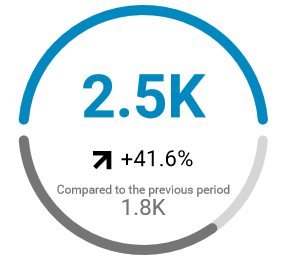 2.5K
+41.6%
Compared to the previous period
1.8K